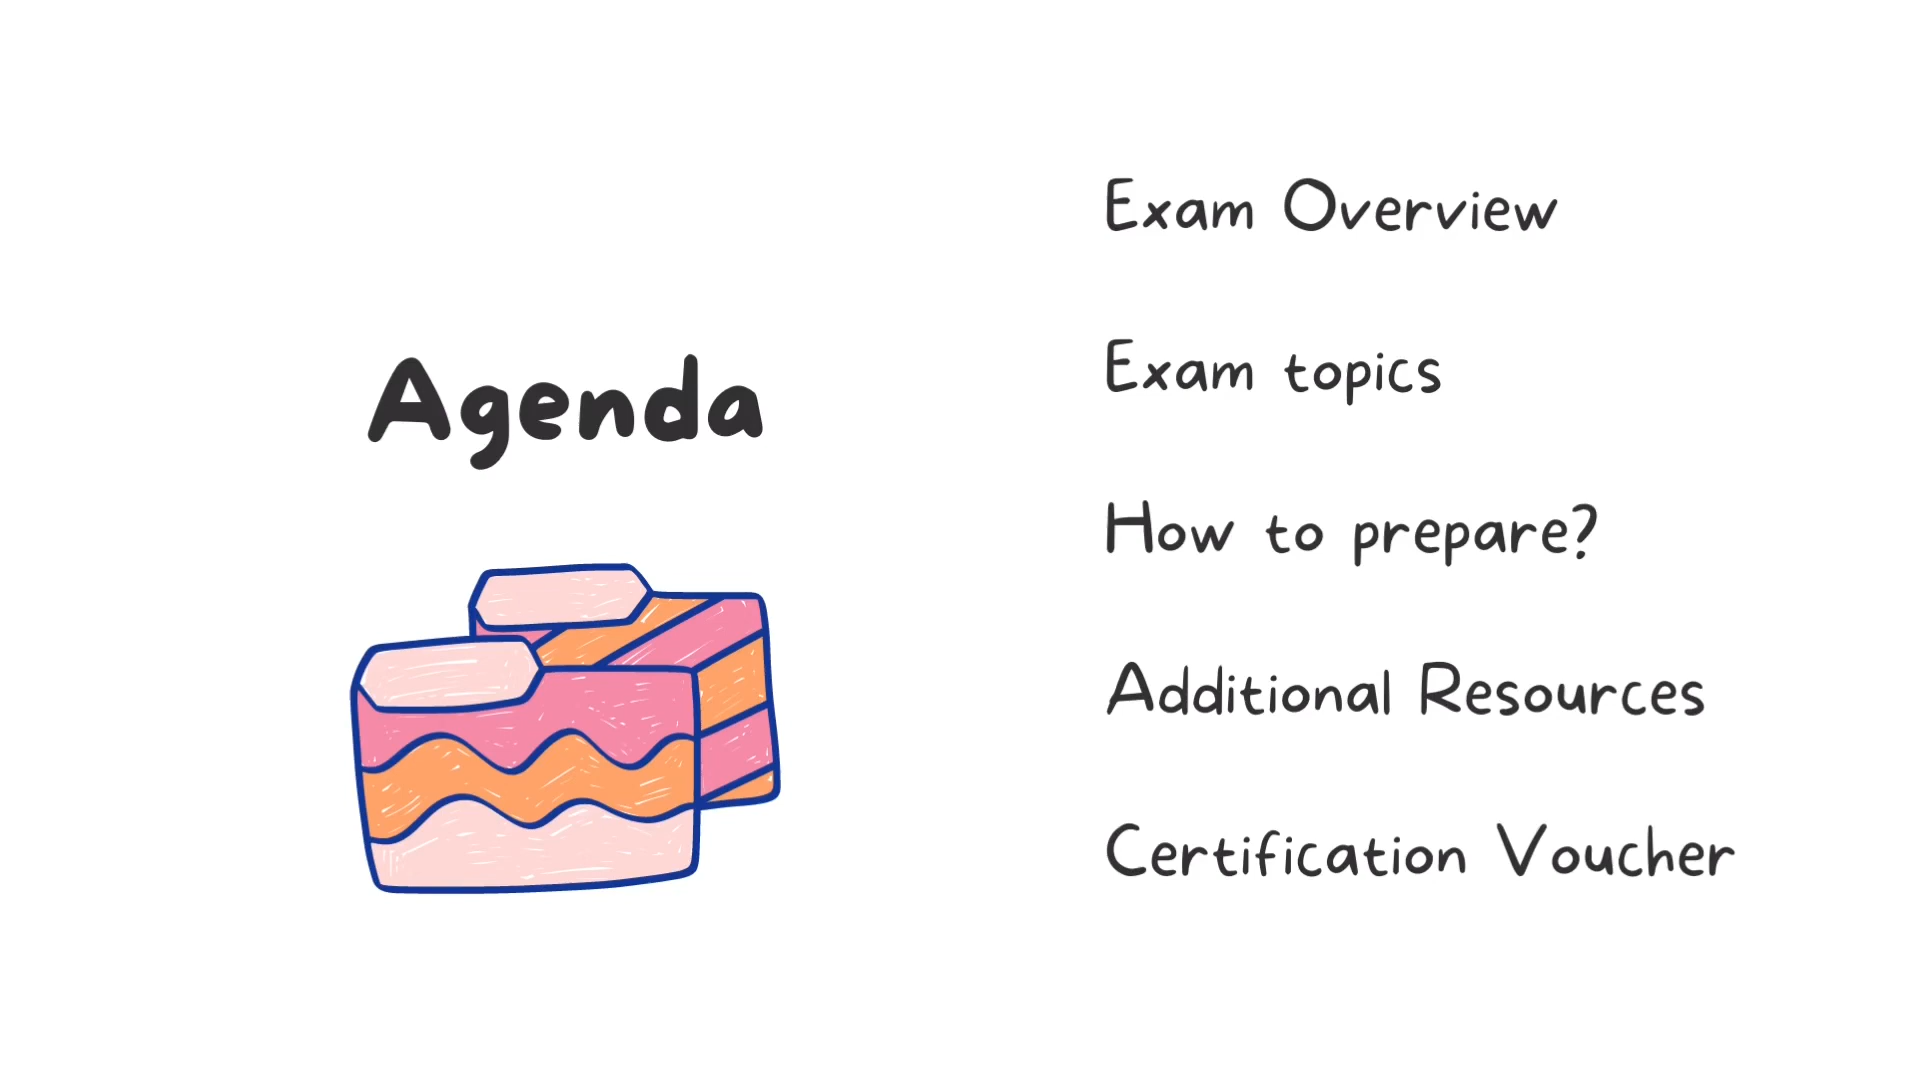 Agenda
Exam Overview
Exam topics
How to prepare?
Additional Resources
Certification Voucher